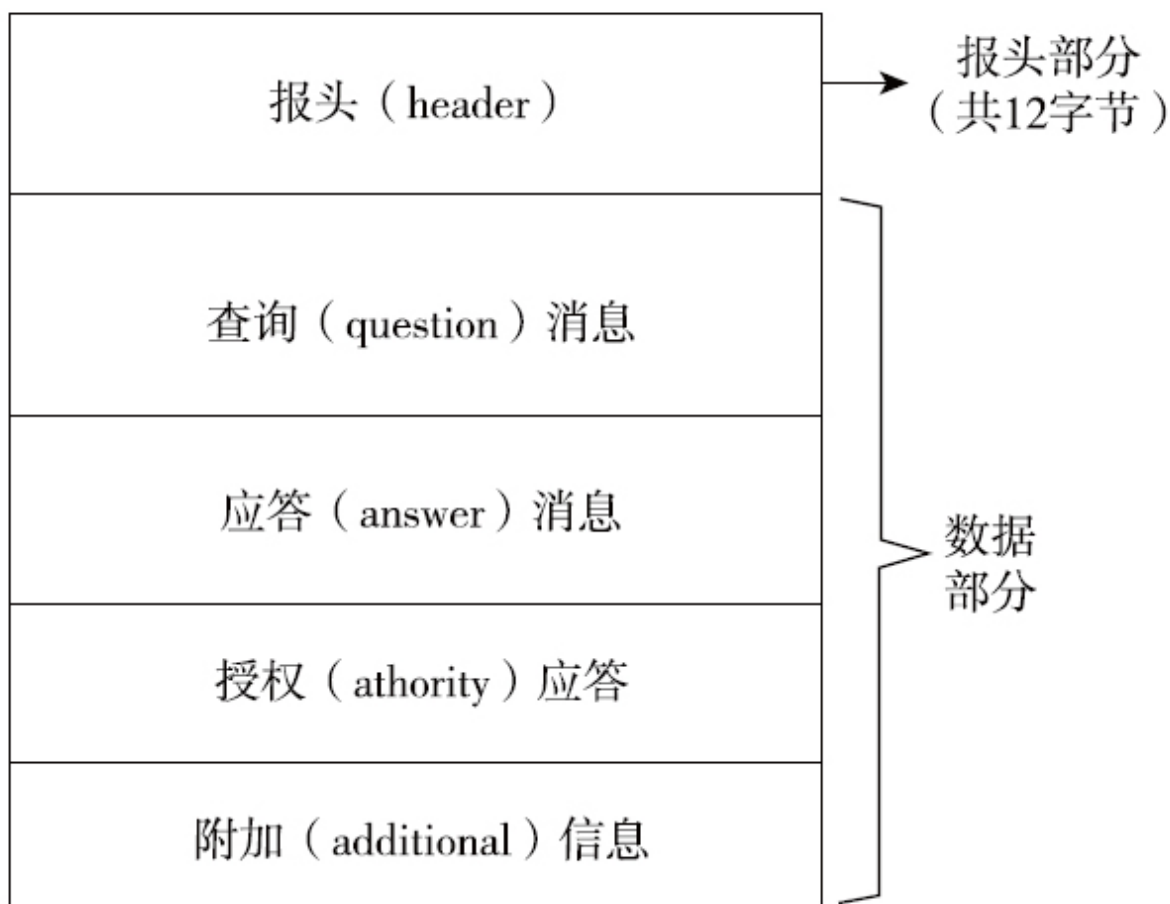 报头（header）
报头部分
（共12字节）
查询（question）消息
应答（answer）消息
数据
部分
授权（athority）应答
附加（additional）信息